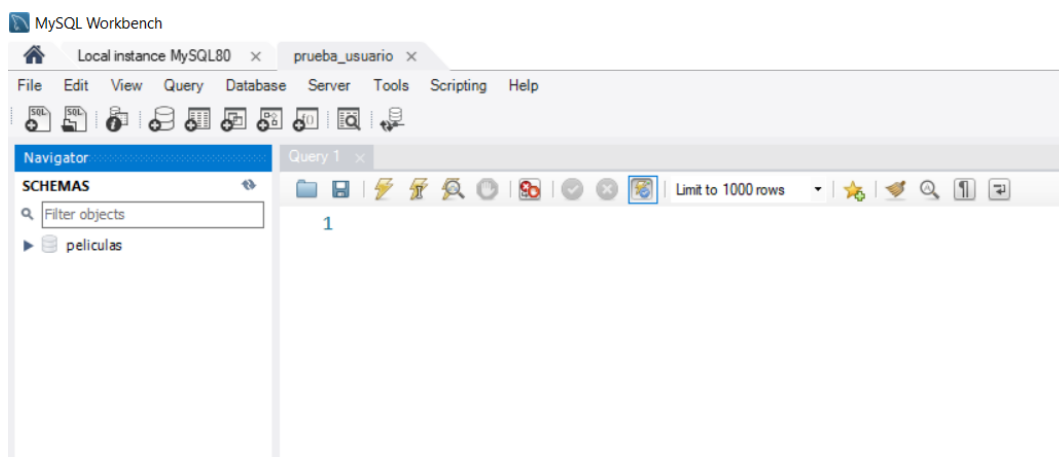 MySQL Workbench
Local instance MySQL80 × prueba_usuario ×
File Edit View Query Database Server Tools Scripting Help
Navigator
Query 1 ×
SCHEMAS
Limit to 1000 rows
Filter objects
1
peliculas